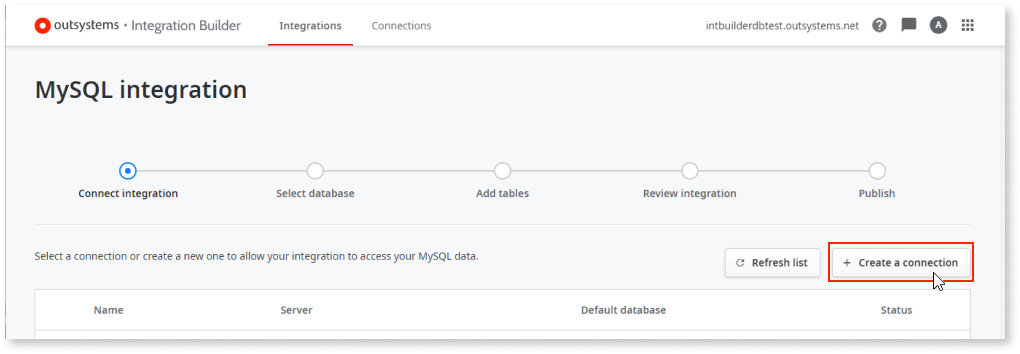 outsystems · Integration Builder Integrations Connections intbuilderdbtest.outsystems.net ? A
MySQL integration
Connect integration Select database Add tables Review integration Publish
Select a connection or create a new one to allow your integration to access your MySQL data. Refresh list + Create a connection
Name Server Default database Status